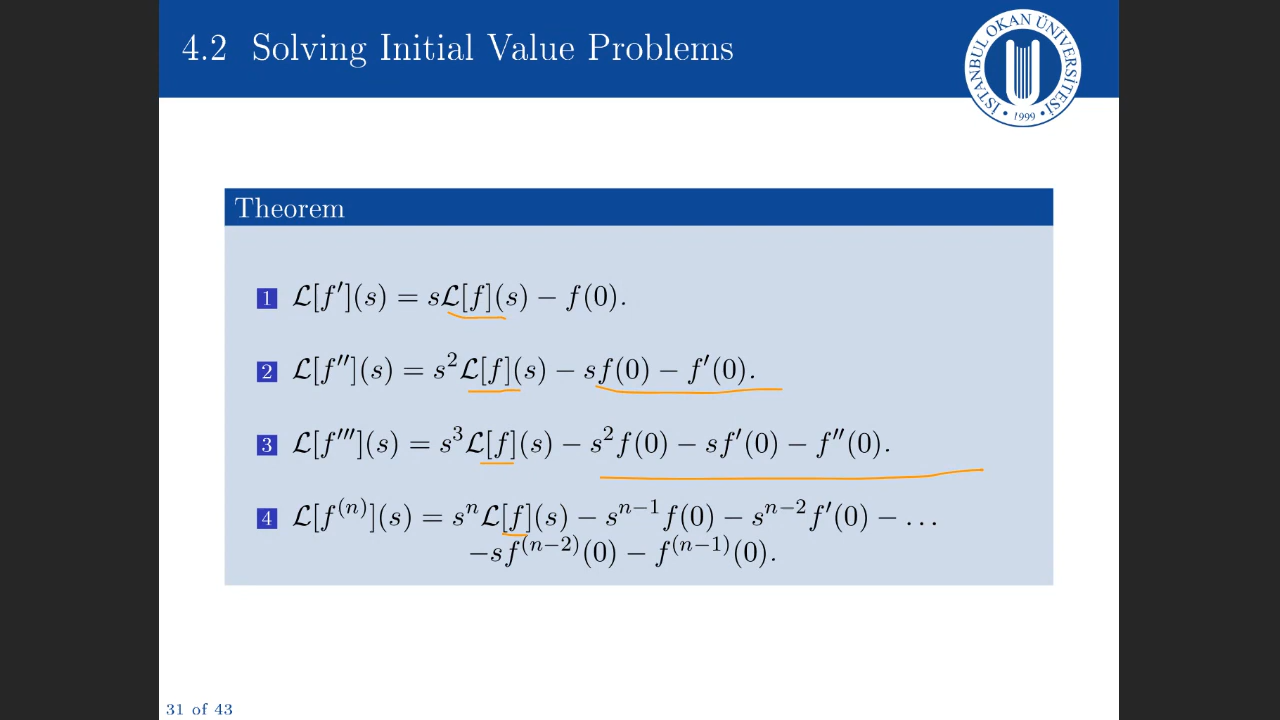 4.2 Solving Initial Value Problems
İSTANBUL OKAN ÜNİVERSİTESİ
• 1999 •
Theorem
1 ℒ[f′](s) = sℒ[f](s) − f(0).
2 ℒ[f″](s) = s²ℒ[f](s) − sf(0) − f′(0).
3 ℒ[f‴](s) = s³ℒ[f](s) − s²f(0) − sf′(0) − f″(0).
4 ℒ[f⁽ⁿ⁾](s) = sⁿℒ[f](s) − sⁿ⁻¹f(0) − sⁿ⁻²f′(0) − …
−sf⁽ⁿ⁻²⁾(0) − f⁽ⁿ⁻¹⁾(0).
31 of 43